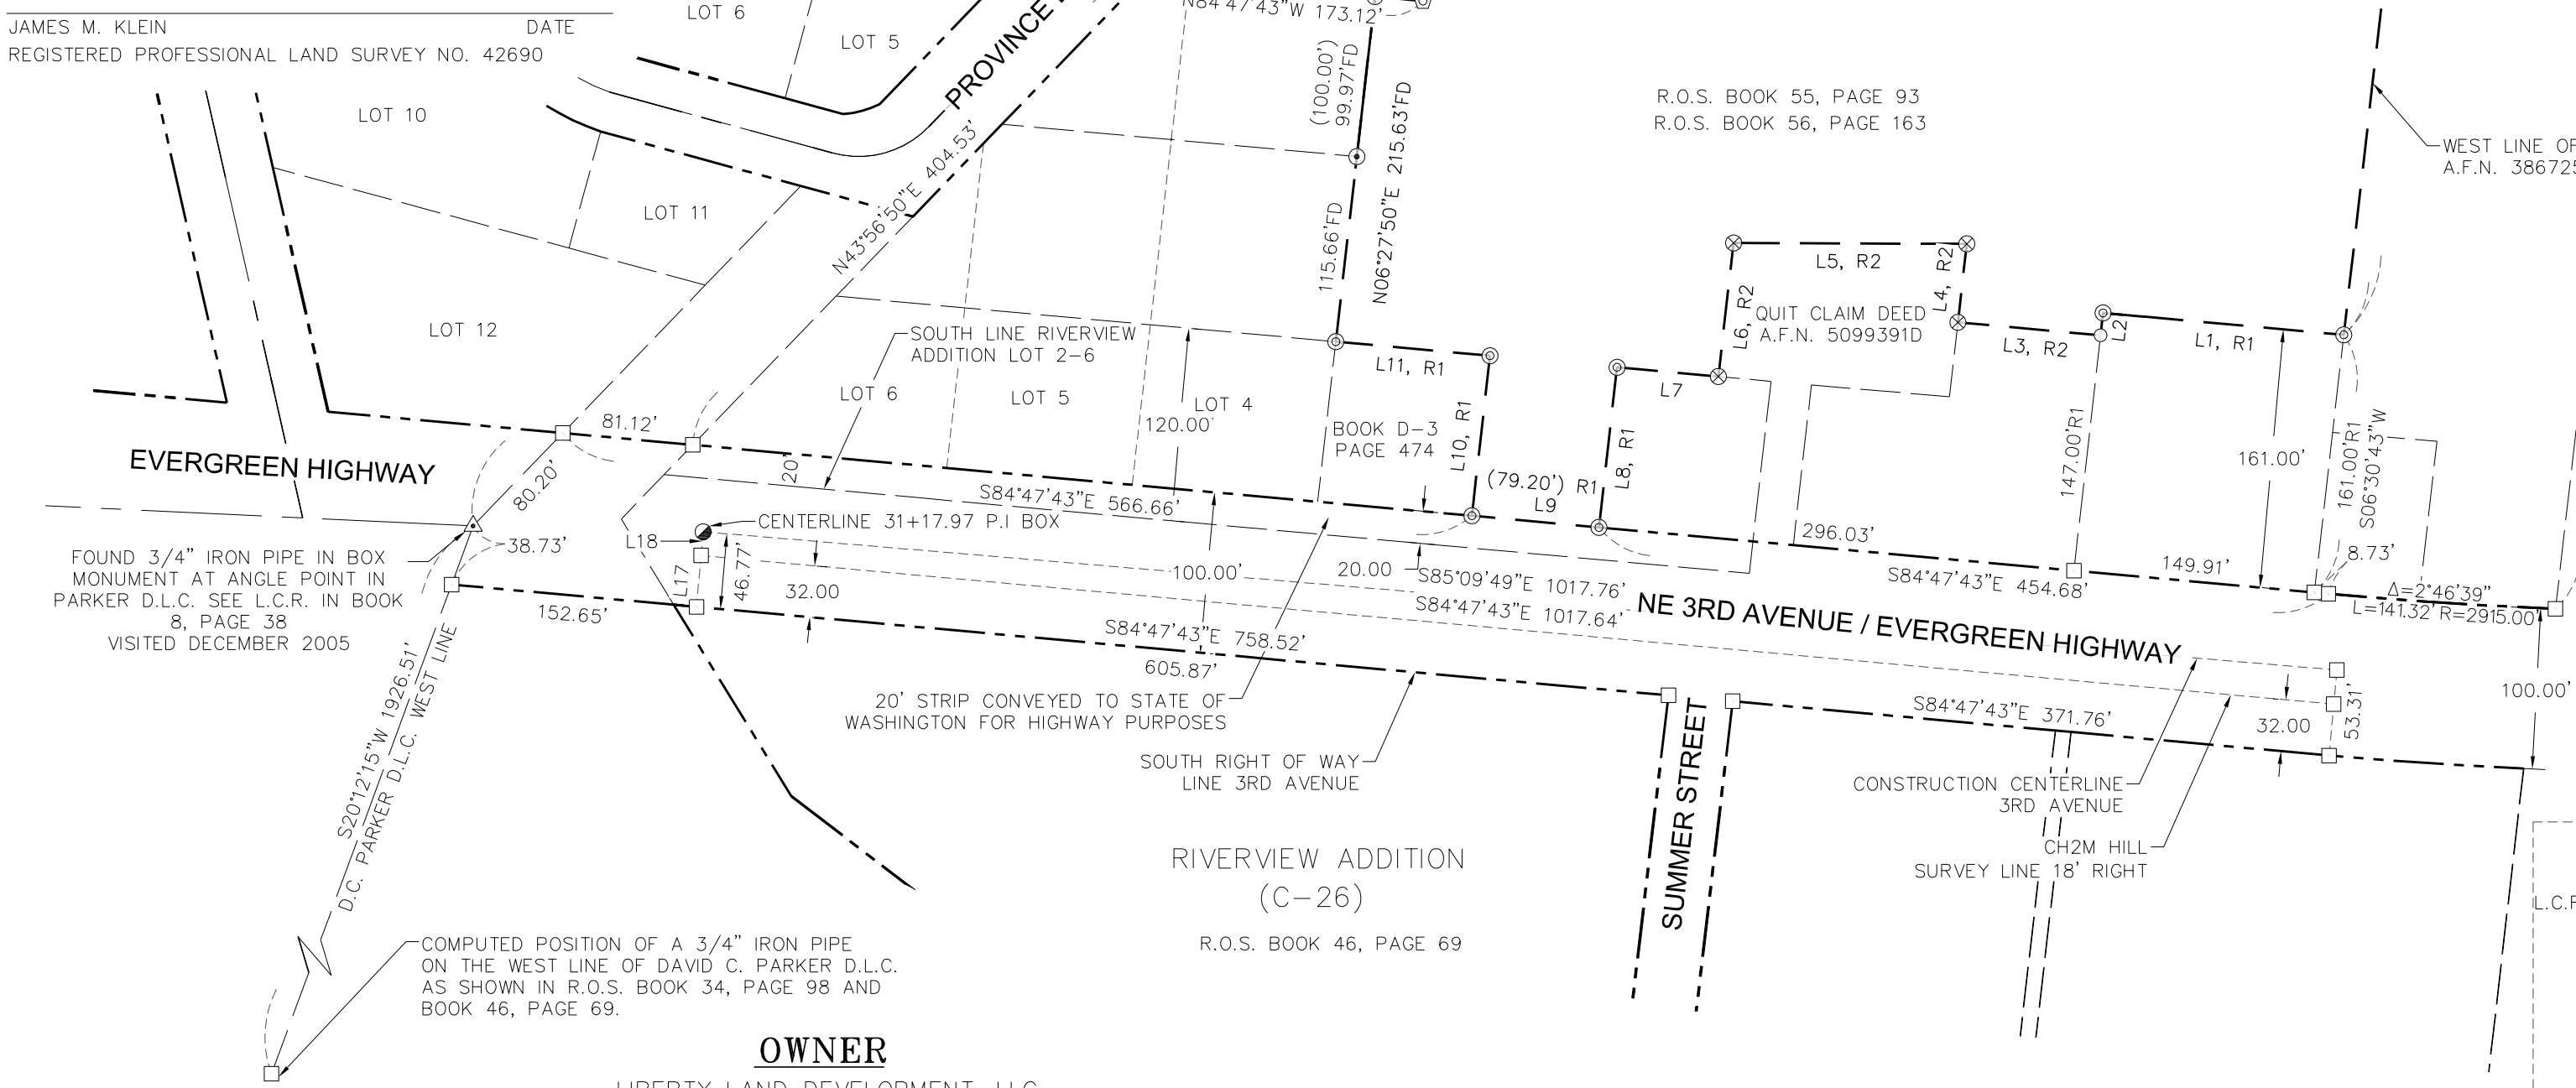 JAMES M. KLEIN DATE
REGISTERED PROFESSIONAL LAND SURVEY NO. 42690
LOT 6
LOT 5
N84°47'43"W 173.12'
(100.00')
99.97'FD
R.O.S. BOOK 55, PAGE 93
R.O.S. BOOK 56, PAGE 163
WEST LINE OF
A.F.N. 386725
LOT 10
LOT 11
LOT 12
N43°56'50"E 404.53'
115.66'FD
N06°27'50"E 215.63'FD
L5, R2
L4, R2
L6, R2
QUIT CLAIM DEED
A.F.N. 5099391D
L3, R2
L2
L1, R1
SOUTH LINE RIVERVIEW
ADDITION LOT 2-6
L11, R1
L7
LOT 6
LOT 5
LOT 4
120.00'
BOOK D-3
PAGE 474
L10, R1
(79.20') R1
L9
L8, R1
147.00'R1
161.00'
161.00'R1
S06°30'43"W
81.12'
EVERGREEN HIGHWAY
80.20'
20'
S84°47'43"E 566.66'
CENTERLINE 31+17.97 P.I BOX
L18
38.73'
296.03'
149.91'
8.73'
FOUND 3/4" IRON PIPE IN BOX
MONUMENT AT ANGLE POINT IN
PARKER D.L.C. SEE L.C.R. IN BOOK
8, PAGE 38
VISITED DECEMBER 2005
L17
46.77'
32.00
100.00'
20.00
S85°09'49"E 1017.76'
S84°47'43"E 1017.64'
S84°47'43"E 454.68'
Δ=2°46'39"
L=141.32' R=2915.00'
NE 3RD AVENUE / EVERGREEN HIGHWAY
152.65'
S84°47'43"E 758.52'
605.87'
S20°12'15"W 1926.51'
D.C. PARKER D.L.C. WEST LINE
20' STRIP CONVEYED TO STATE OF
WASHINGTON FOR HIGHWAY PURPOSES
S84°47'43"E 371.76'
32.00
53.31'
100.00'
SOUTH RIGHT OF WAY
LINE 3RD AVENUE
SUMMER STREET
CONSTRUCTION CENTERLINE
3RD AVENUE
CH2M HILL
SURVEY LINE 18' RIGHT
RIVERVIEW ADDITION
(C-26)
R.O.S. BOOK 46, PAGE 69
COMPUTED POSITION OF A 3/4" IRON PIPE
ON THE WEST LINE OF DAVID C. PARKER D.L.C.
AS SHOWN IN R.O.S. BOOK 34, PAGE 98 AND
BOOK 46, PAGE 69.
OWNER
LIBERTY LAND DEVELOPMENT, LLC